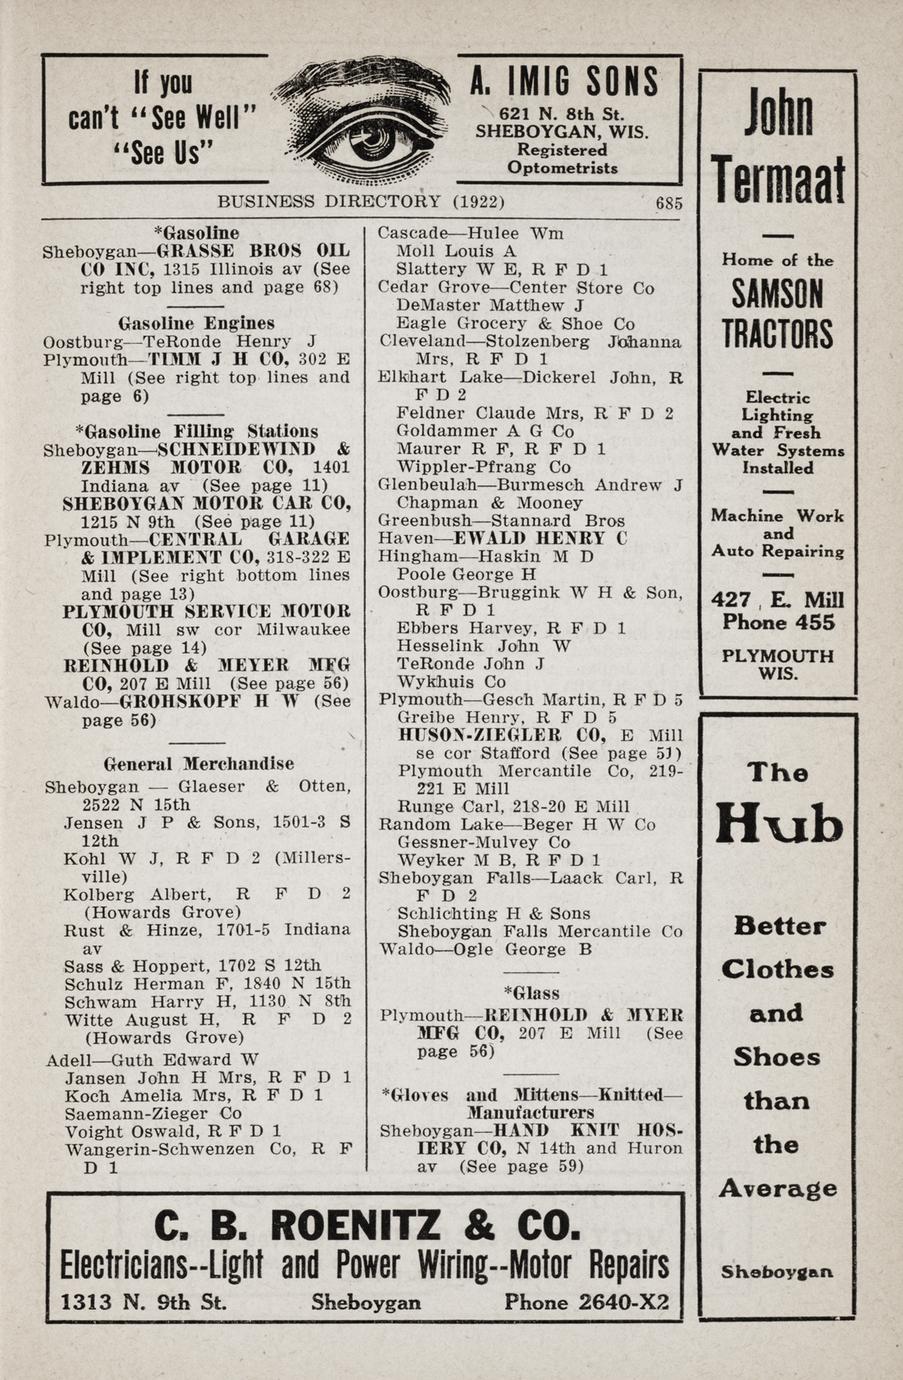 If you
can't "See Well"
"See Us"
A. IMIG SONS
621 N. 8th St.
SHEBOYGAN, WIS.
Registered
Optometrists
BUSINESS DIRECTORY (1922) 685
*Gasoline
Sheboygan—GRASSE BROS OIL
CO INC, 1315 Illinois av (See
right top lines and page 68)
Gasoline Engines
Oostburg—TeRonde Henry J
Plymouth—TIMM J H CO, 302 E
Mill (See right top lines and
page 6)
*Gasoline Filling Stations
Sheboygan—SCHNEIDEWIND &
ZEHMS MOTOR CO, 1401
Indiana av (See page 11)
SHEBOYGAN MOTOR CAR CO,
1215 N 9th (See page 11)
Plymouth—CENTRAL GARAGE
& IMPLEMENT CO, 318-322 E
Mill (See right bottom lines
and page 13)
PLYMOUTH SERVICE MOTOR
CO, Mill sw cor Milwaukee
(See page 14)
REINHOLD & MEYER MFG
CO, 207 E Mill (See page 56)
Waldo—GROHSKOPF H W (See
page 56)
General Merchandise
Sheboygan — Glaeser & Otten,
2522 N 15th
Jensen J P & Sons, 1501-3 S
12th
Kohl W J, R F D 2 (Millers-
ville)
Kolberg Albert, R F D 2
(Howards Grove)
Rust & Hinze, 1701-5 Indiana
av
Sass & Hoppert, 1702 S 12th
Schulz Herman F, 1840 N 15th
Schwam Harry H, 1130 N 8th
Witte August H, R F D 2
(Howards Grove)
Adell—Guth Edward W
Jansen John H Mrs, R F D 1
Koch Amelia Mrs, R F D 1
Saemann-Zieger Co
Voight Oswald, R F D 1
Wangerin-Schwenzen Co, R F
D 1
Cascade—Hulee Wm
Moll Louis A
Slattery W E, R F D 1
Cedar Grove—Center Store Co
DeMaster Matthew J
Eagle Grocery & Shoe Co
Cleveland—Stolzenberg Johanna
Mrs, R F D 1
Elkhart Lake—Dickerel John, R
F D 2
Feldner Claude Mrs, R F D 2
Goldammer A G Co
Maurer R F, R F D 1
Wippler-Pfrang Co
Glenbeulah—Burmesch Andrew J
Chapman & Mooney
Greenbush—Stannard Bros
Haven—EWALD HENRY C
Hingham—Haskin M D
Poole George H
Oostburg—Bruggink W H & Son,
R F D 1
Ebbers Harvey, R F D 1
Hesselink John W
TeRonde John J
Wykhuis Co
Plymouth—Gesch Martin, R F D 5
Greibe Henry, R F D 5
HUSON-ZIEGLER CO, E Mill
se cor Stafford (See page 51)
Plymouth Mercantile Co, 219-
221 E Mill
Runge Carl, 218-20 E Mill
Random Lake—Beger H W Co
Gessner-Mulvey Co
Weyker M B, R F D 1
Sheboygan Falls—Laack Carl, R
F D 2
Schlichting H & Sons
Sheboygan Falls Mercantile Co
Waldo—Ogle George B
*Glass
Plymouth—REINHOLD & MYER
MFG CO, 207 E Mill (See
page 56)
*Gloves and Mittens—Knitted—
Manufacturers
Sheboygan—HAND KNIT HOS-
IERY CO, N 14th and Huron
av (See page 59)
John
Termaat
Home of the
SAMSON
TRACTORS
Electric
Lighting
and Fresh
Water Systems
Installed
Machine Work
and
Auto Repairing
427 E. Mill
Phone 455
PLYMOUTH
WIS.
The
Hub
Better
Clothes
and
Shoes
than
the
Average
Sheboygan
C. B. ROENITZ & CO.
Electricians--Light and Power Wiring--Motor Repairs
1313 N. 9th St. Sheboygan Phone 2640-X2